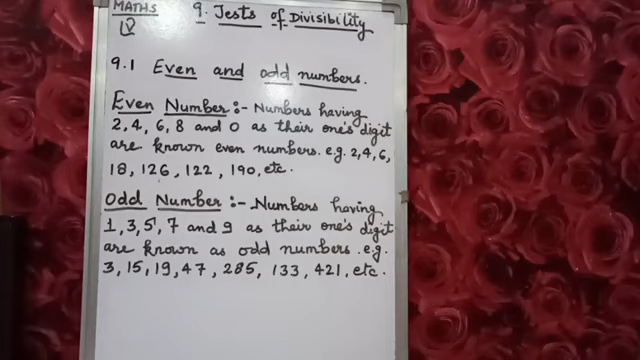 MATHS
IV
9. Tests of Divisibility
9.1 Even and odd numbers.
Even Number :- Numbers having
2, 4, 6, 8 and 0 as their one's digit
are known even numbers. e.g. 2, 4, 6,
18, 126, 122, 190, etc.
Odd Number :- Numbers having
1, 3, 5, 7 and 9 as their one's digit
are known as odd numbers. e.g.
3, 15, 19, 47, 285, 133, 421, etc.